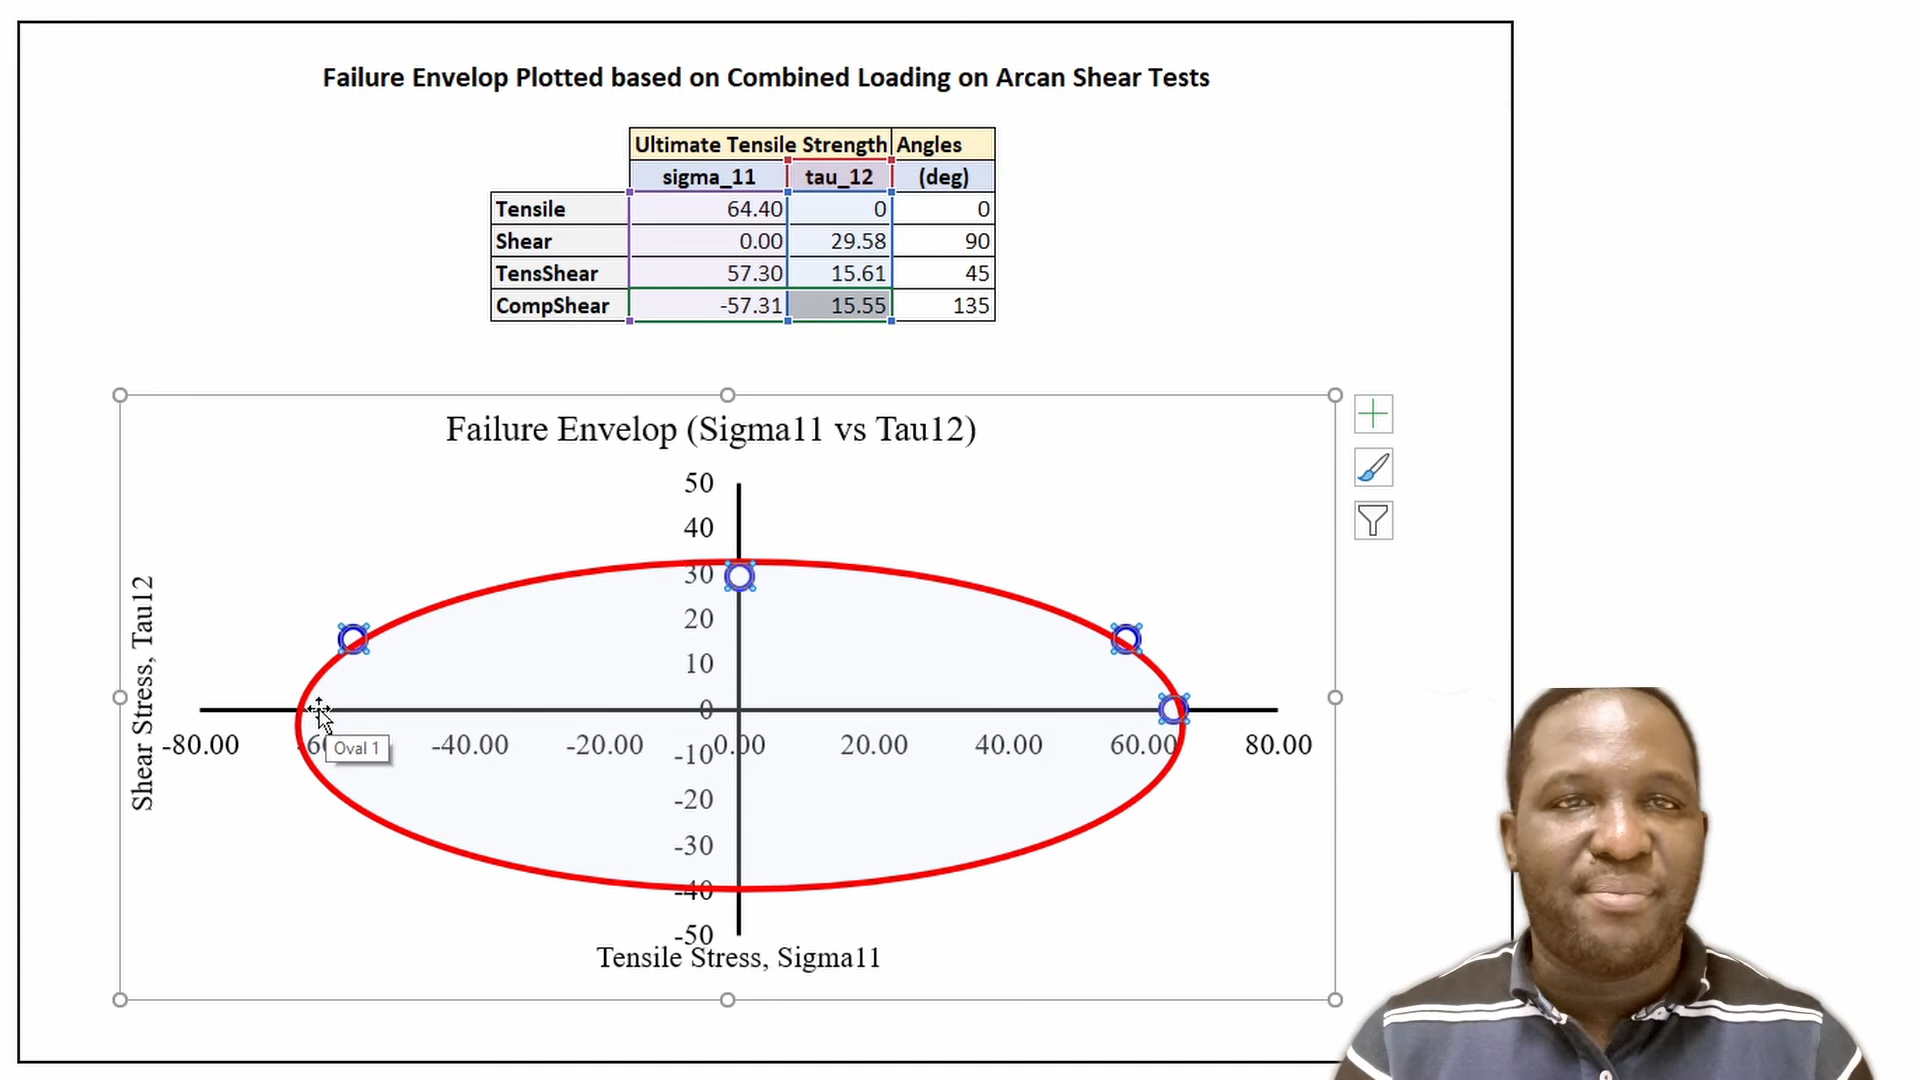 Failure Envelop Plotted based on Combined Loading on Arcan Shear Tests
Ultimate Tensile Strength Angles
sigma_11 tau_12 (deg)
Tensile 64.40 0 0
Shear 0.00 29.58 90
TensShear 57.30 15.61 45
CompShear -57.31 15.55 135
Failure Envelop (Sigma11 vs Tau12)
50
40
30
20
10
0
-10
-20
-30
-40
-50
Shear Stress, Tau12
-80.00 -40.00 -20.00 0.00 20.00 40.00 60.00 80.00
Oval 1
Tensile Stress, Sigma11